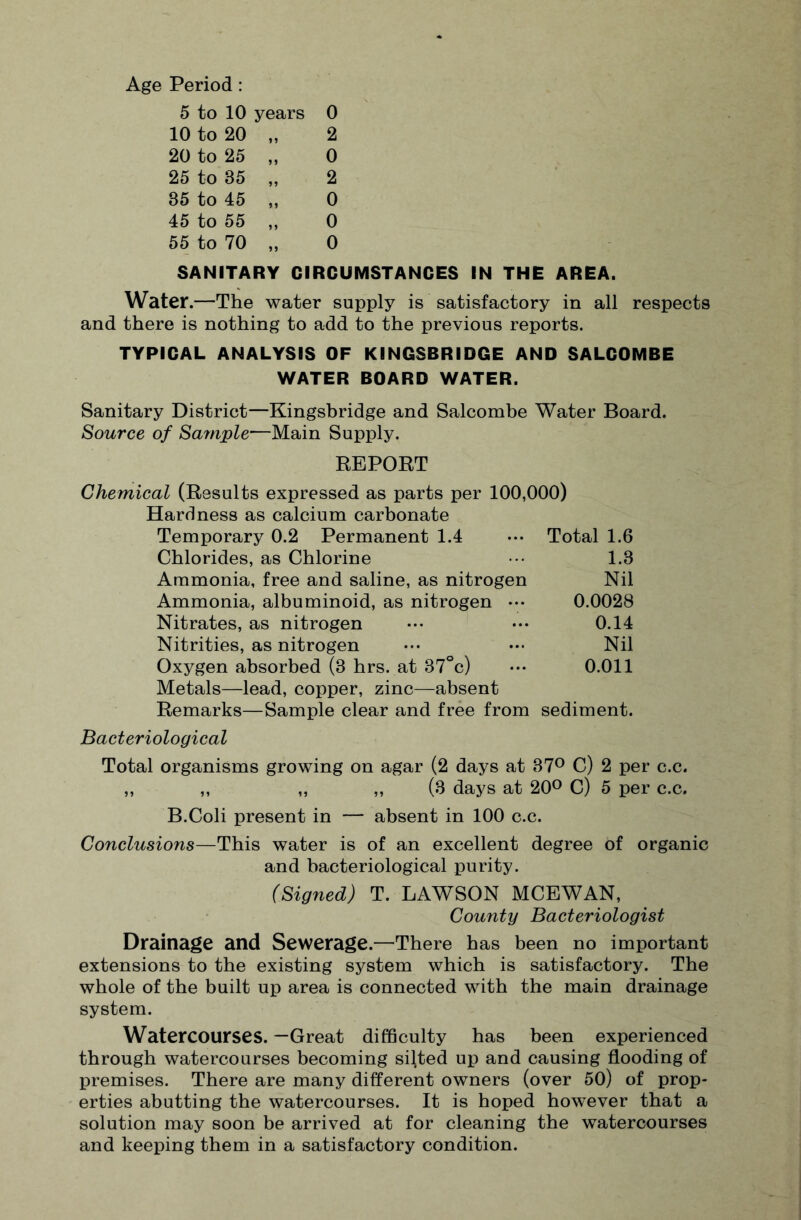 Age Period :
5 to 10 years 0
10 to 20 ,, 2
20 to 25 ,, 0
25 to 35 ,, 2
35 to 45 ,, 0
45 to 55 ,, 0
55 to 70 ,, 0
SANITARY CIRCUMSTANCES IN THE AREA.
Water.—The water supply is satisfactory in all respects
and there is nothing to add to the previous reports.
TYPICAL ANALYSIS OF KINGSBRIDGE AND SALCOMBE
WATER BOARD WATER.
Sanitary District—Kingsbridge and Salcombe Water Board.
Source of Sample—Main Supply.
REPORT
Chemical (Results expressed as parts per 100,000)
Hardness as calcium carbonate
Temporary 0.2 Permanent 1.4 ... Total 1.6
Chlorides, as Chlorine ... 1.3
Ammonia, free and saline, as nitrogen Nil
Ammonia, albuminoid, as nitrogen ... 0.0028
Nitrates, as nitrogen ... ... 0.14
Nitrities, as nitrogen ... ... Nil
Oxygen absorbed (3 hrs. at 37°c) ... 0.011
Metals—lead, copper, zinc—absent
Remarks—Sample clear and free from sediment.
Bacteriological
Total organisms growing on agar (2 days at 37º C) 2 per c.c.
,, ,, ,, ,, (3 days at 20º C) 5 per c.c.
B.Coli present in — absent in 100 c.c.
Conclusions—This water is of an excellent degree of organic
and bacteriological purity.
(Signed) T. LAWSON MCEWAN,
County Bacteriologist
Drainage and Sewerage.—There has been no important
extensions to the existing system which is satisfactory. The
whole of the built up area is connected with the main drainage
system.
Watercourses.—Great difficulty has been experienced
through watercourses becoming silted up and causing flooding of
premises. There are many different owners (over 50) of prop-
erties abutting the watercourses. It is hoped however that a
solution may soon be arrived at for cleaning the watercourses
and keeping them in a satisfactory condition.